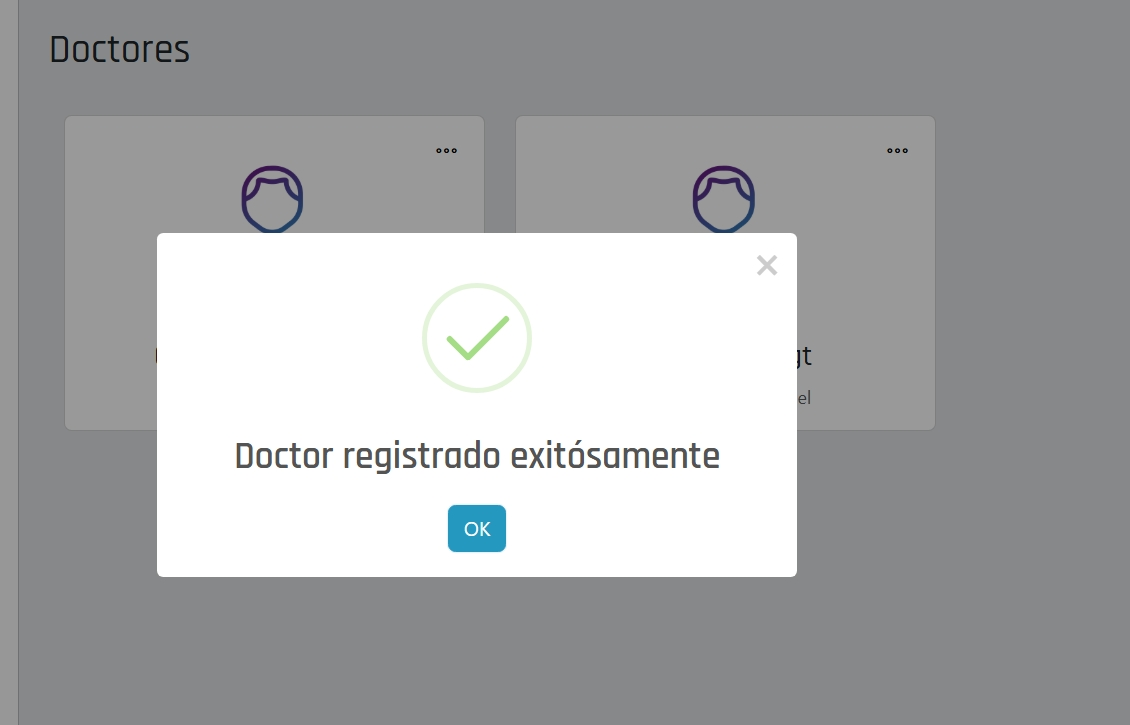 Doctores
Doctor registrado exitósamente
OK